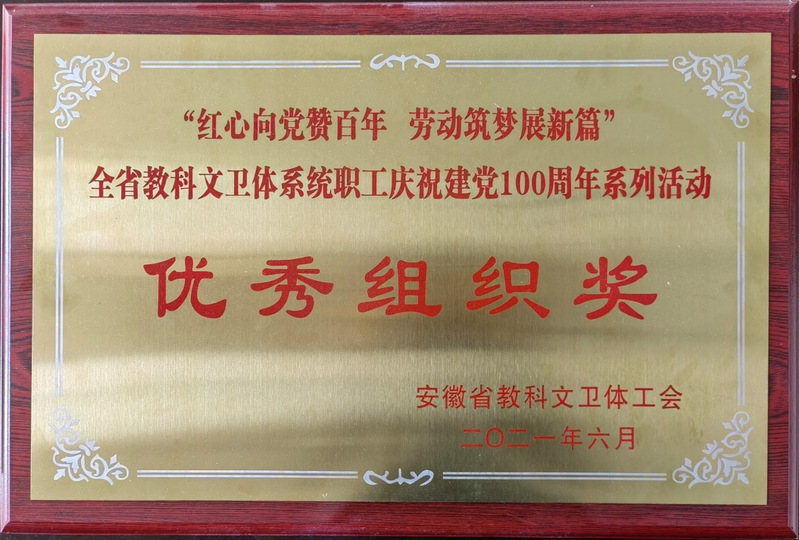 “红心向党赞百年 劳动筑梦展新篇”
全省教科文卫体系统职工庆祝建党100周年系列活动
优秀组织奖
安徽省教科文卫体工会
二〇二一年六月